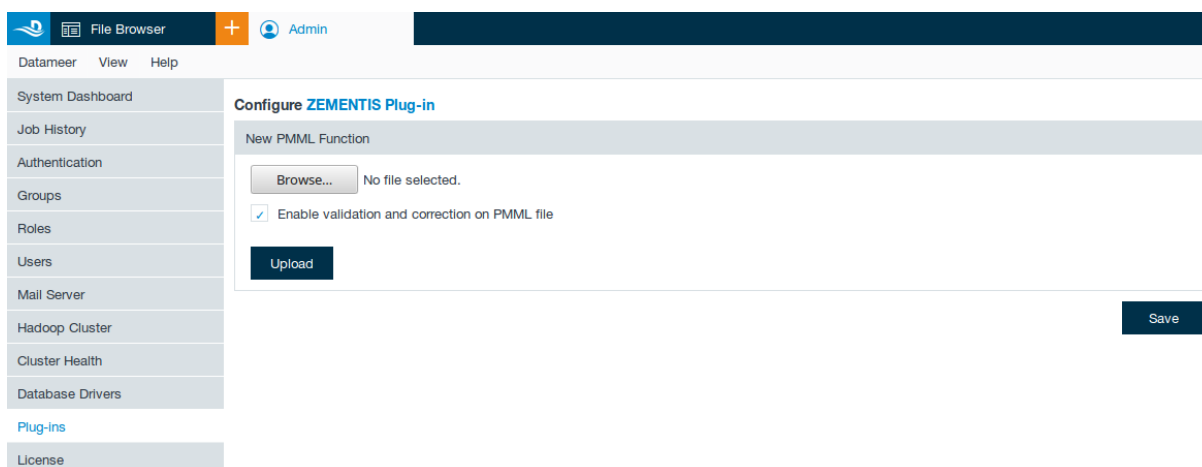 File Browser
+
Admin
Datameer View Help
System Dashboard
Job History
Authentication
Groups
Roles
Users
Mail Server
Hadoop Cluster
Cluster Health
Database Drivers
Plug-ins
License
Configure ZEMENTIS Plug-in
New PMML Function
Browse... No file selected.
Enable validation and correction on PMML file
Upload
Save